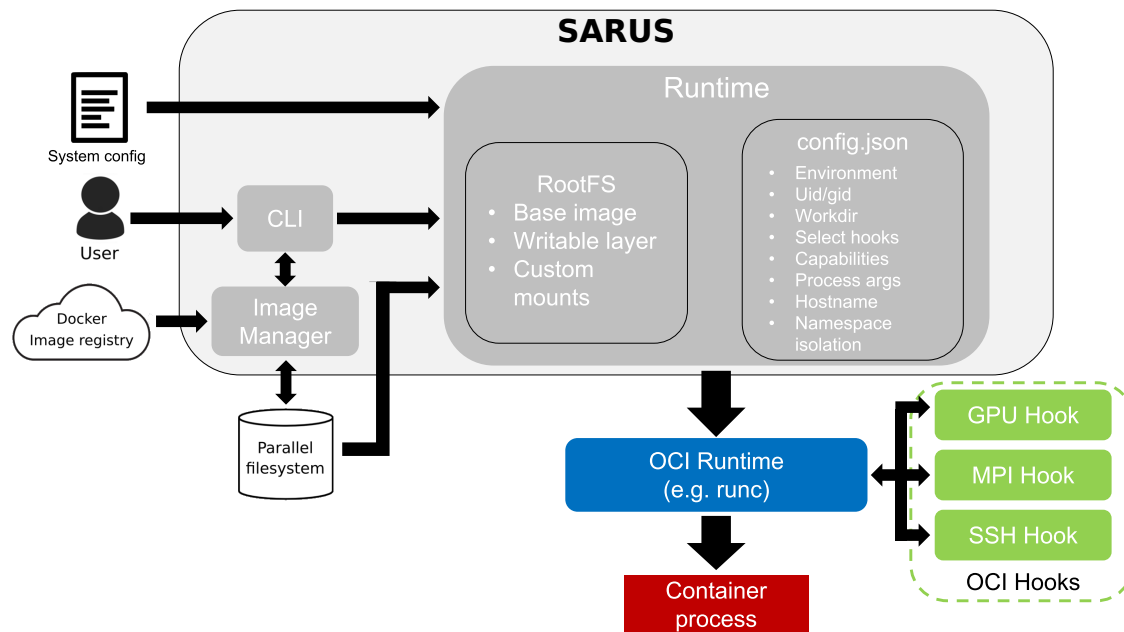 SARUS
Runtime
System config
User
CLI
Docker
Image registry
Image
Manager
Parallel
filesystem
RootFS
• Base image
• Writable layer
• Custom
mounts
config.json
• Environment
• Uid/gid
• Workdir
• Select hooks
• Capabilities
• Process args
• Hostname
• Namespace
isolation
OCI Runtime
(e.g. runc)
GPU Hook
MPI Hook
SSH Hook
OCI Hooks
Container
process